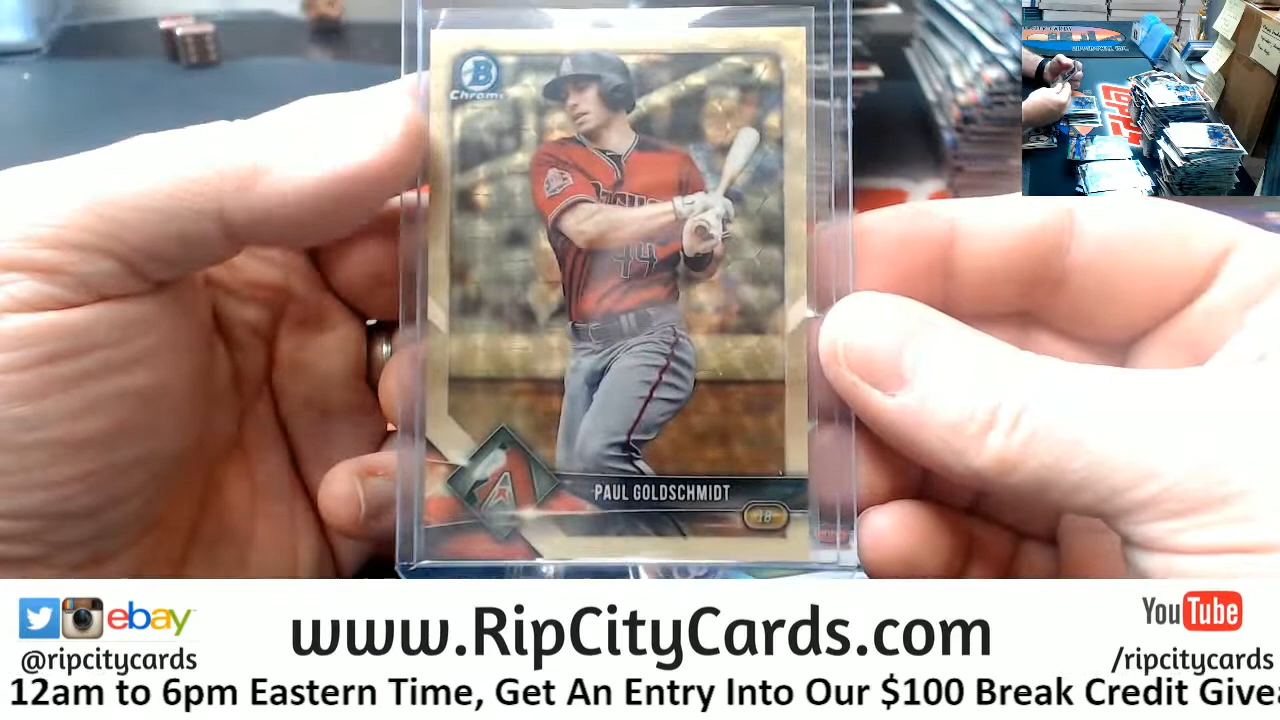 B
Chrome
44
PAUL GOLDSCHMIDT
18
A
ebay
@ripcitycards
www.RipCityCards.com
YouTube
/ripcitycards
12am to 6pm Eastern Time, Get An Entry Into Our $100 Break Credit Give